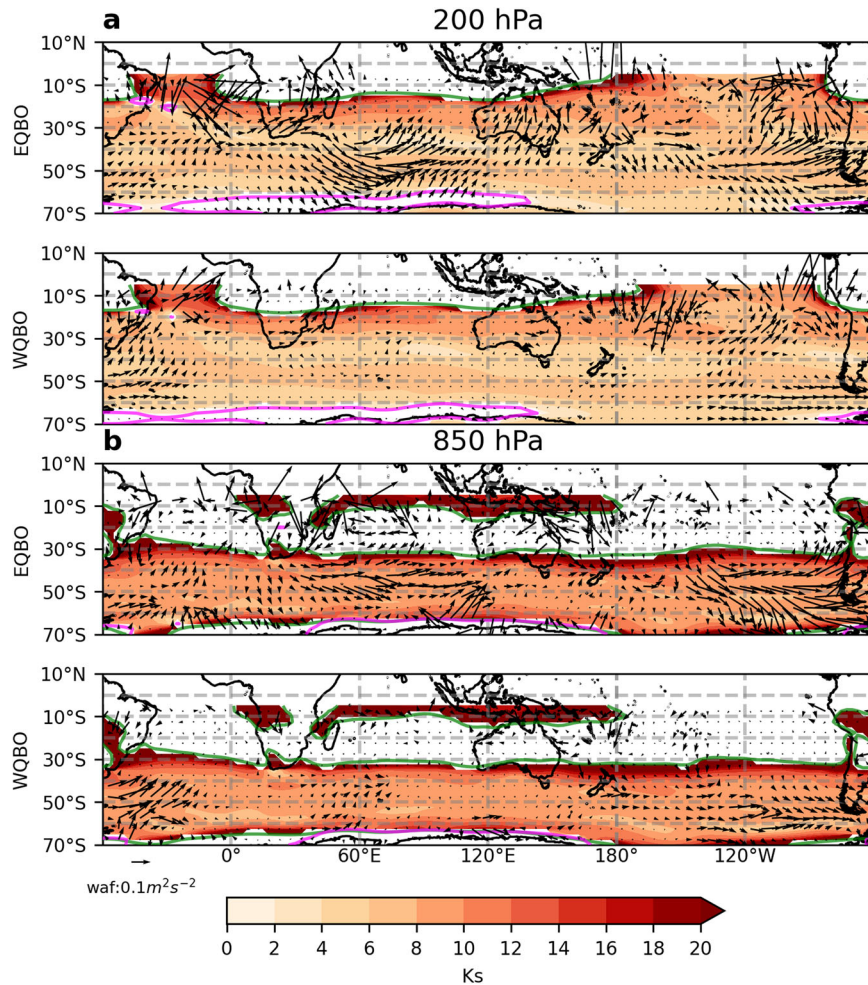 a 200 hPa
10°N
10°S
30°S
50°S
70°S
EQBO
10°N
10°S
30°S
50°S
70°S
WQBO
b 850 hPa
10°N
10°S
30°S
50°S
70°S
EQBO
10°N
10°S
30°S
50°S
70°S
WQBO
0° 60°E 120°E 180° 120°W
waf:0.1m²s⁻²
0 2 4 6 8 10 12 14 16 18 20
Ks